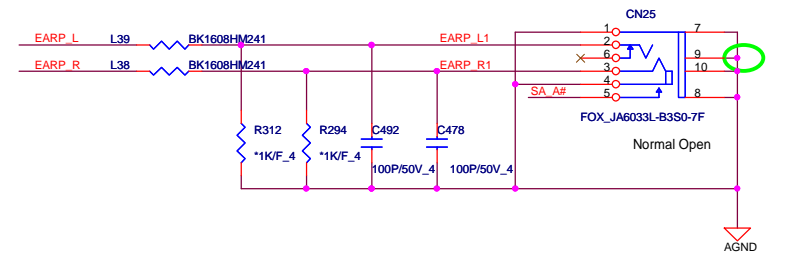 CN25
EARP_L L39 BK1608HM241 EARP_L1 1 7
2
6 9
EARP_R L38 BK1608HM241 EARP_R1 3 10
4
SA_A# 5 8
FOX_JA6033L-B3S0-7F
R312 R294 C492 C478
Normal Open
*1K/F_4 *1K/F_4
100P/50V_4 100P/50V_4
AGND